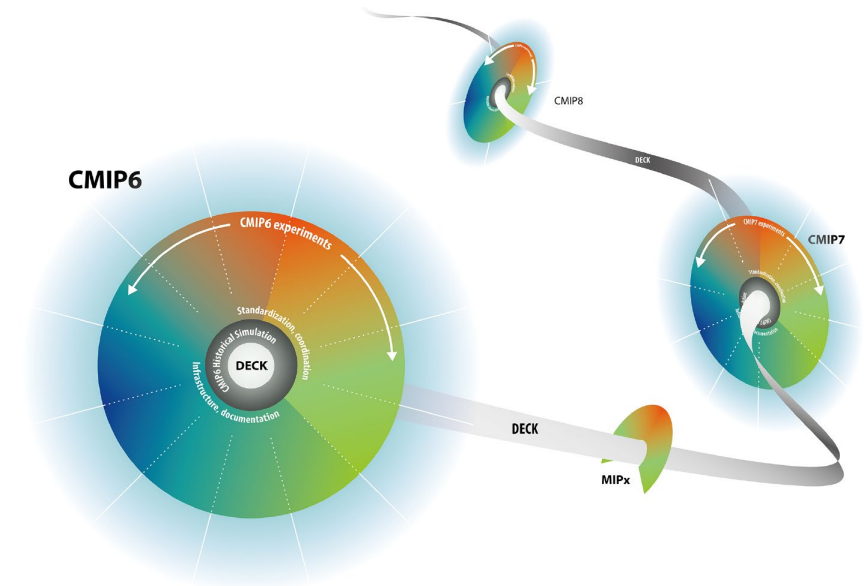 CMIP8
DECK
CMIP6
CMIP6 experiments
CMIP7 experiments
CMIP7
Standardization, coordination
CMIP6 Historical Simulation
DECK
Infrastructure, documentation
DECK
MIPx